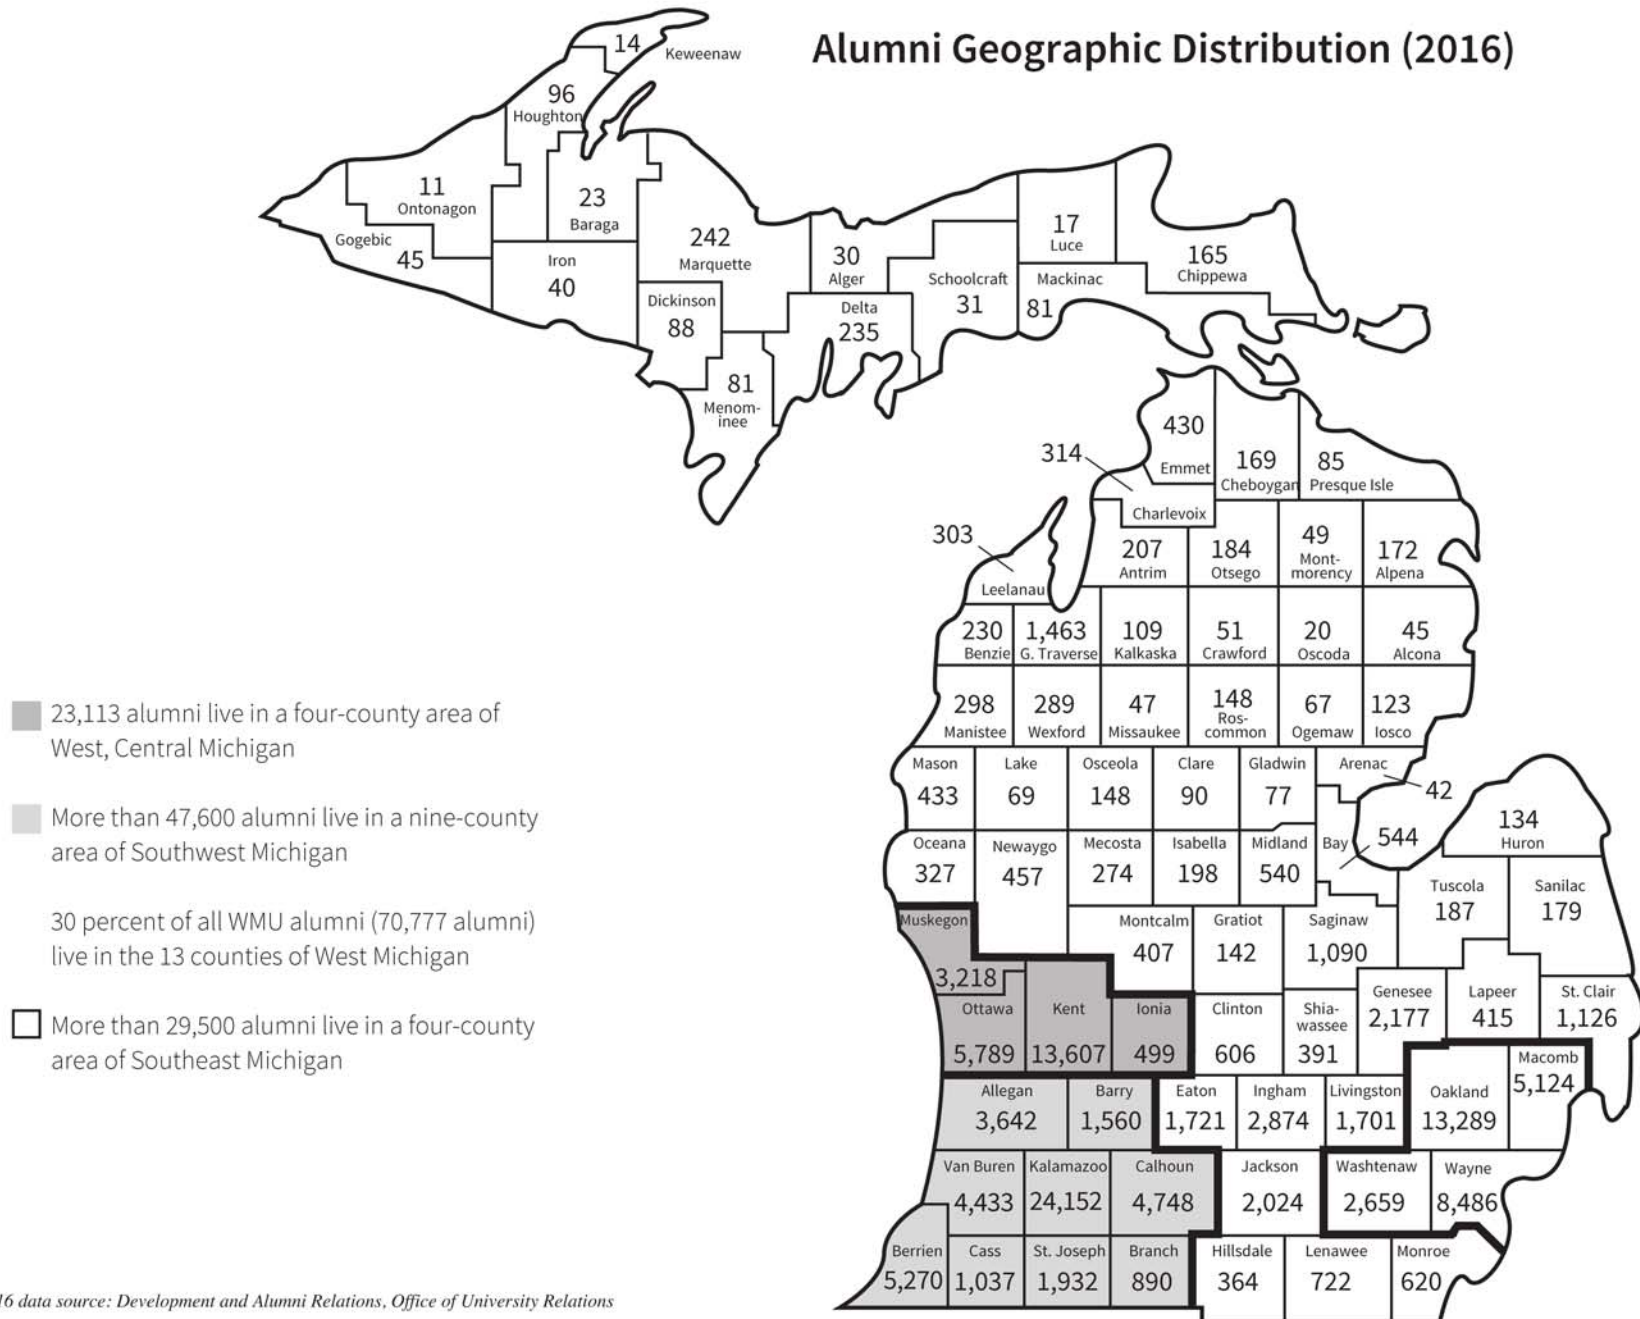 Alumni Geographic Distribution (2016)
14
Keweenaw
96
Houghton
11
Ontonagon
23
Baraga
Gogebic
45
Iron
40
242
Marquette
Dickinson
88
81
Menom-
inee
30
Alger
Delta
235
Schoolcraft
31
17
Luce
Mackinac
81
165
Chippewa
430
Emmet
314
Charlevoix
169
Cheboygan
85
Presque Isle
303
Leelanau
207
Antrim
184
Otsego
49
Mont-
morency
172
Alpena
230
Benzie
1,463
G. Traverse
109
Kalkaska
51
Crawford
20
Oscoda
45
Alcona
298
Manistee
289
Wexford
47
Missaukee
148
Ros-
common
67
Ogemaw
123
Iosco
Mason
433
Lake
69
Osceola
148
Clare
90
Gladwin
77
Arenac
42
Oceana
327
Newaygo
457
Mecosta
274
Isabella
198
Midland
540
Bay
544
134
Huron
Tuscola
187
Sanilac
179
Muskegon
3,218
Montcalm
407
Gratiot
142
Saginaw
1,090
Ottawa
5,789
Kent
13,607
Ionia
499
Clinton
606
Shia-
wassee
391
Genesee
2,177
Lapeer
415
St. Clair
1,126
Allegan
3,642
Barry
1,560
Eaton
1,721
Ingham
2,874
Livingston
1,701
Oakland
13,289
Macomb
5,124
Van Buren
4,433
Kalamazoo
24,152
Calhoun
4,748
Jackson
2,024
Washtenaw
2,659
Wayne
8,486
Berrien
5,270
Cass
1,037
St. Joseph
1,932
Branch
890
Hillsdale
364
Lenawee
722
Monroe
620
23,113 alumni live in a four-county area of
West, Central Michigan
More than 47,600 alumni live in a nine-county
area of Southwest Michigan
30 percent of all WMU alumni (70,777 alumni)
live in the 13 counties of West Michigan
More than 29,500 alumni live in a four-county
area of Southeast Michigan
16 data source: Development and Alumni Relations, Office of University Relations